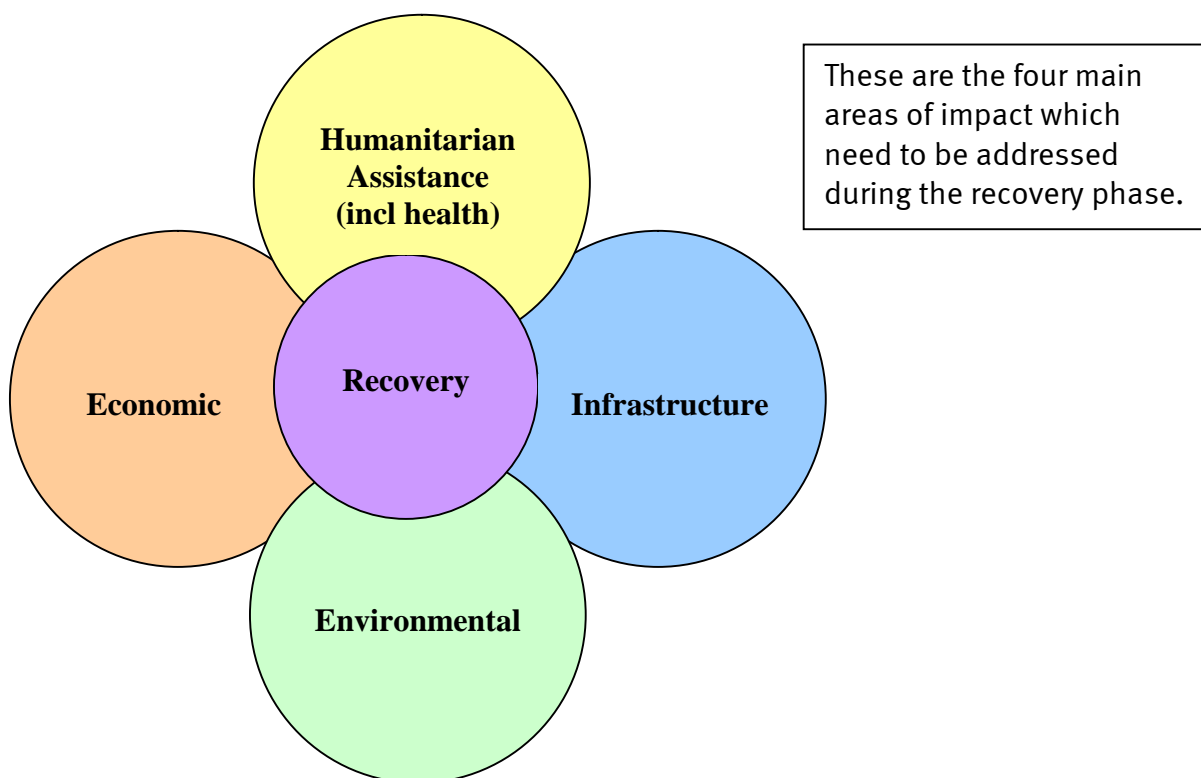 Humanitarian
Assistance
(incl health)
These are the four main
areas of impact which
need to be addressed
during the recovery phase.
Economic
Recovery
Infrastructure
Environmental